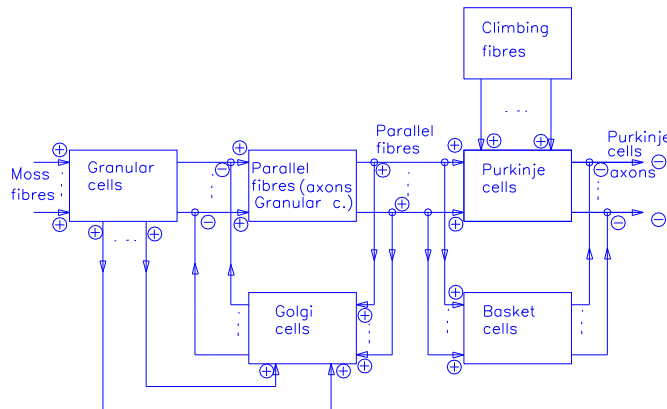 Climbing
fibres
Parallel
fibres
Purkinje
cells
axons
Moss
fibres
Granular
cells
Parallel
fibres (axons
Granular c.)
Purkinje
cells
Golgi
cells
Basket
cells